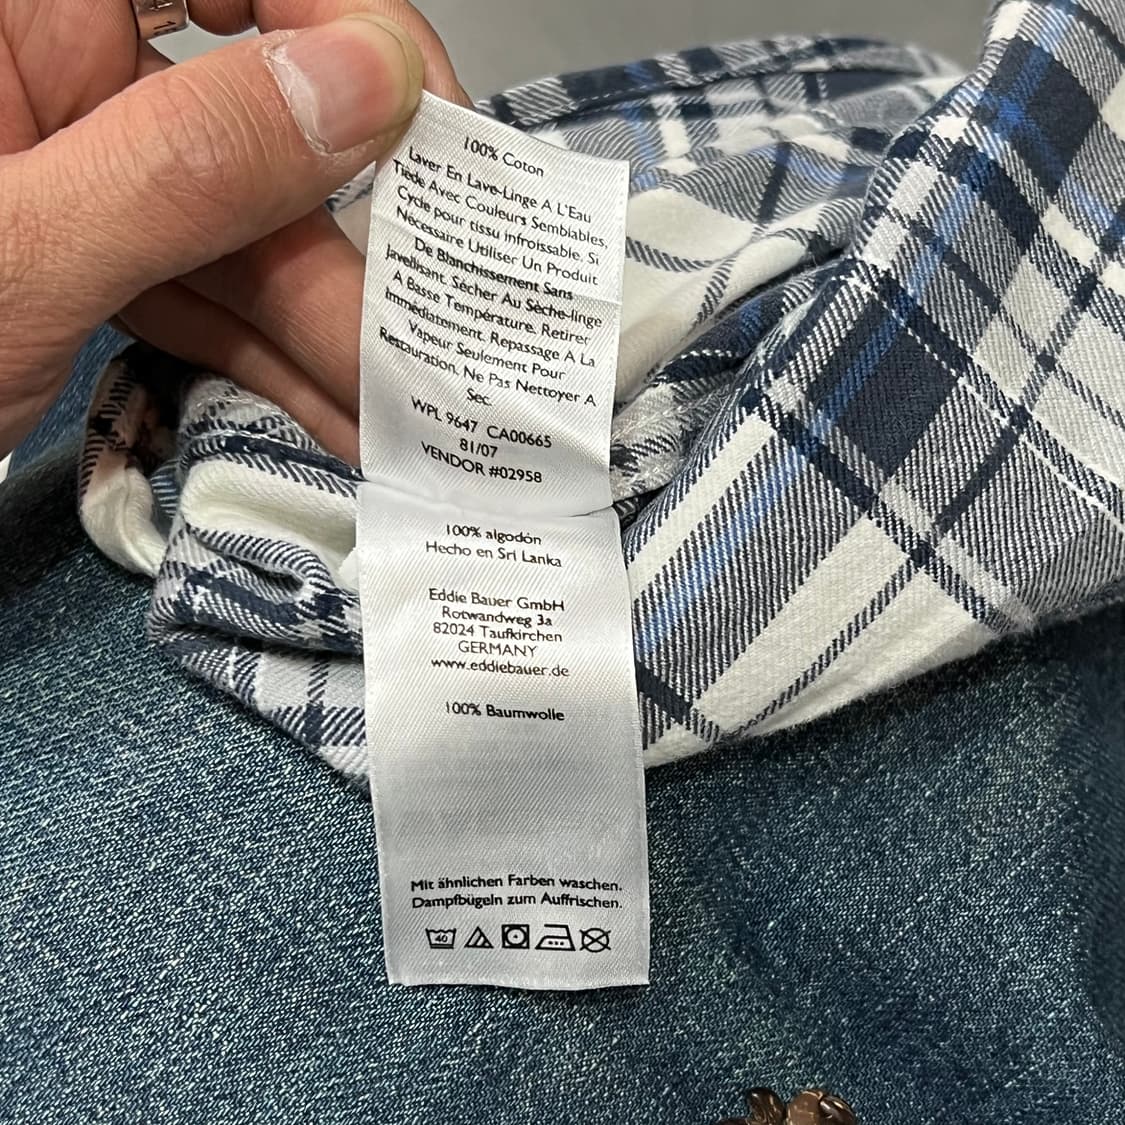 100% Coton
Laver En Lave-Linge A L'Eau
Tiède Avec Couleurs Semblables,
Cycle pour tissu infroissable. Si
Nécessaire Utiliser Un Produit
De Blanchissement Sans
Javellisant. Sécher Au Sèche-linge
A Basse Température. Retirer
Immédiatement. Repassage A La
Vapeur Seulement Pour
Restauration. Ne Pas Nettoyer A
Sec.
WPL 9647 CA00665
81/07
VENDOR #02958
100% algodón
Hecho en Sri Lanka
Eddie Bauer GmbH
Rotwandweg 3a
82024 Taufkirchen
GERMANY
www.eddiebauer.de
100% Baumwolle
Mit ähnlichen Farben waschen.
Dampfbügeln zum Auffrischen.
40